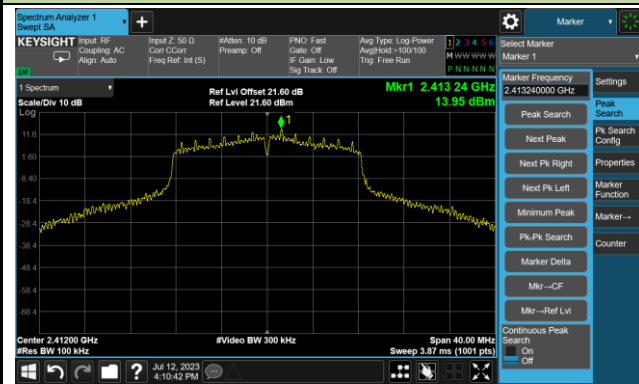 Spectrum Analyzer 1
Swept SA
+
Marker
KEYSIGHT
Input: RF
Coupling: AC
Align: Auto
Input Z: 50 Ω
Corr CCorr
Freq Ref: Int (S)
#Atten: 10 dB
Preamp: Off
PNO: Fast
Gate: Off
IF Gain: Low
Sig Track: Off
Avg Type: Log-Power
Avg|Hold:>100/100
Trig: Free Run
1 2 3 4 5 6
M W W W W W
P N N N N N
LW
Select Marker
Marker 1
1 Spectrum
Scale/Div 10 dB
Log
Ref Lvl Offset 21.60 dB
Ref Level 21.60 dBm
Mkr1 2.413 24 GHz
13.95 dBm
1
11.6
1.60
-8.40
-18.4
-28.4
-38.4
-48.4
-58.4
-68.4
Center 2.41200 GHz
#Res BW 100 kHz
#Video BW 300 kHz
Span 40.00 MHz
Sweep 3.87 ms (1001 pts)
Marker Frequency
2.413240000 GHz
Peak Search
Next Peak
Next Pk Right
Next Pk Left
Minimum Peak
Pk-Pk Search
Marker Delta
Mkr→CF
Mkr→Ref Lvl
Continuous Peak
Search
On
Off
Settings
Peak
Search
Pk Search
Config
Properties
Marker
Function
Marker→
Counter
?
Jul 12, 2023
4:10:42 PM